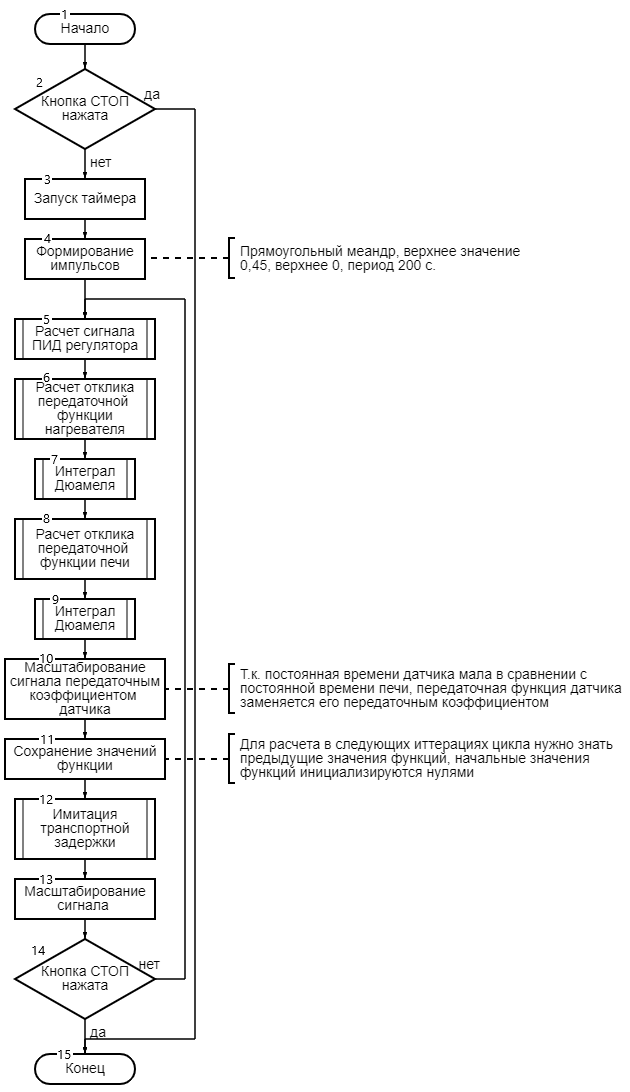 1
Начало
2
Кнопка СТОП
нажата
да
нет
3
Запуск таймера
4
Формирование
импульсов
Прямоугольный меандр, верхнее значение
0,45, верхнее 0, период 200 с.
5
Расчет сигнала
ПИД регулятора
6
Расчет отклика
передаточной
функции
нагревателя
7
Интеграл
Дюамеля
8
Расчет отклика
передаточной
функции печи
9
Интеграл
Дюамеля
10
Масштабирование
сигнала передаточным
коэффициентом
датчика
Т.к. постоянная времени датчика мала в сравнении с
постоянной времени печи, передаточная функция датчика
заменяется его передаточным коэффициентом
11
Сохранение значений
функции
Для расчета в следующих иттерациях цикла нужно знать
предыдущие значения функций, начальные значения
функций инициализируются нулями
12
Имитация
транспортной
задержки
13
Масштабирование
сигнала
14
Кнопка СТОП
нажата
нет
да
15
Конец